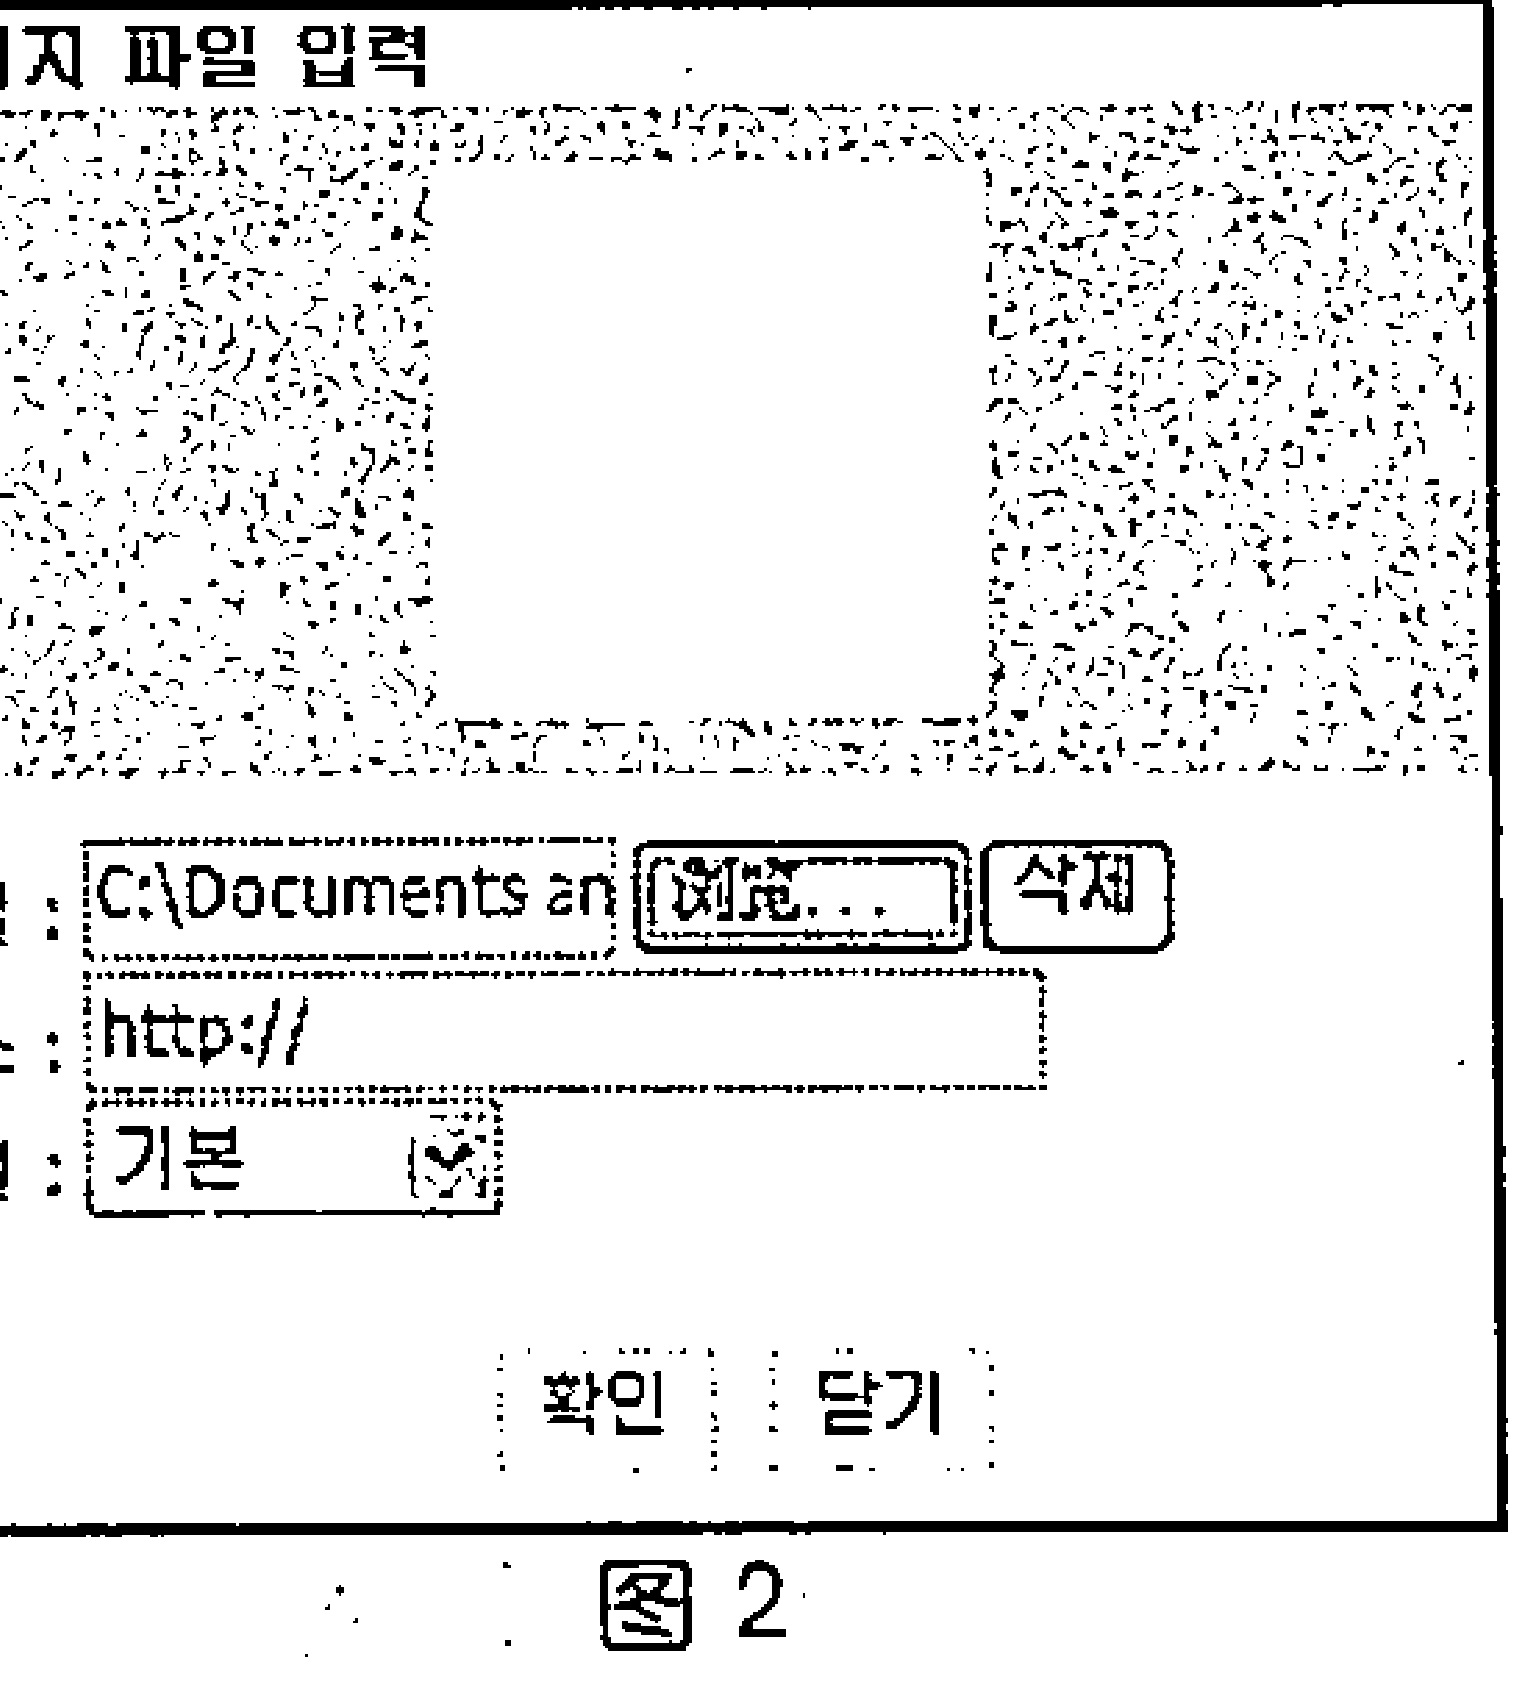 지 파일 입력
: C:\Documents an 浏览... 삭제
: http://
: 기본
확인 닫기
图 2